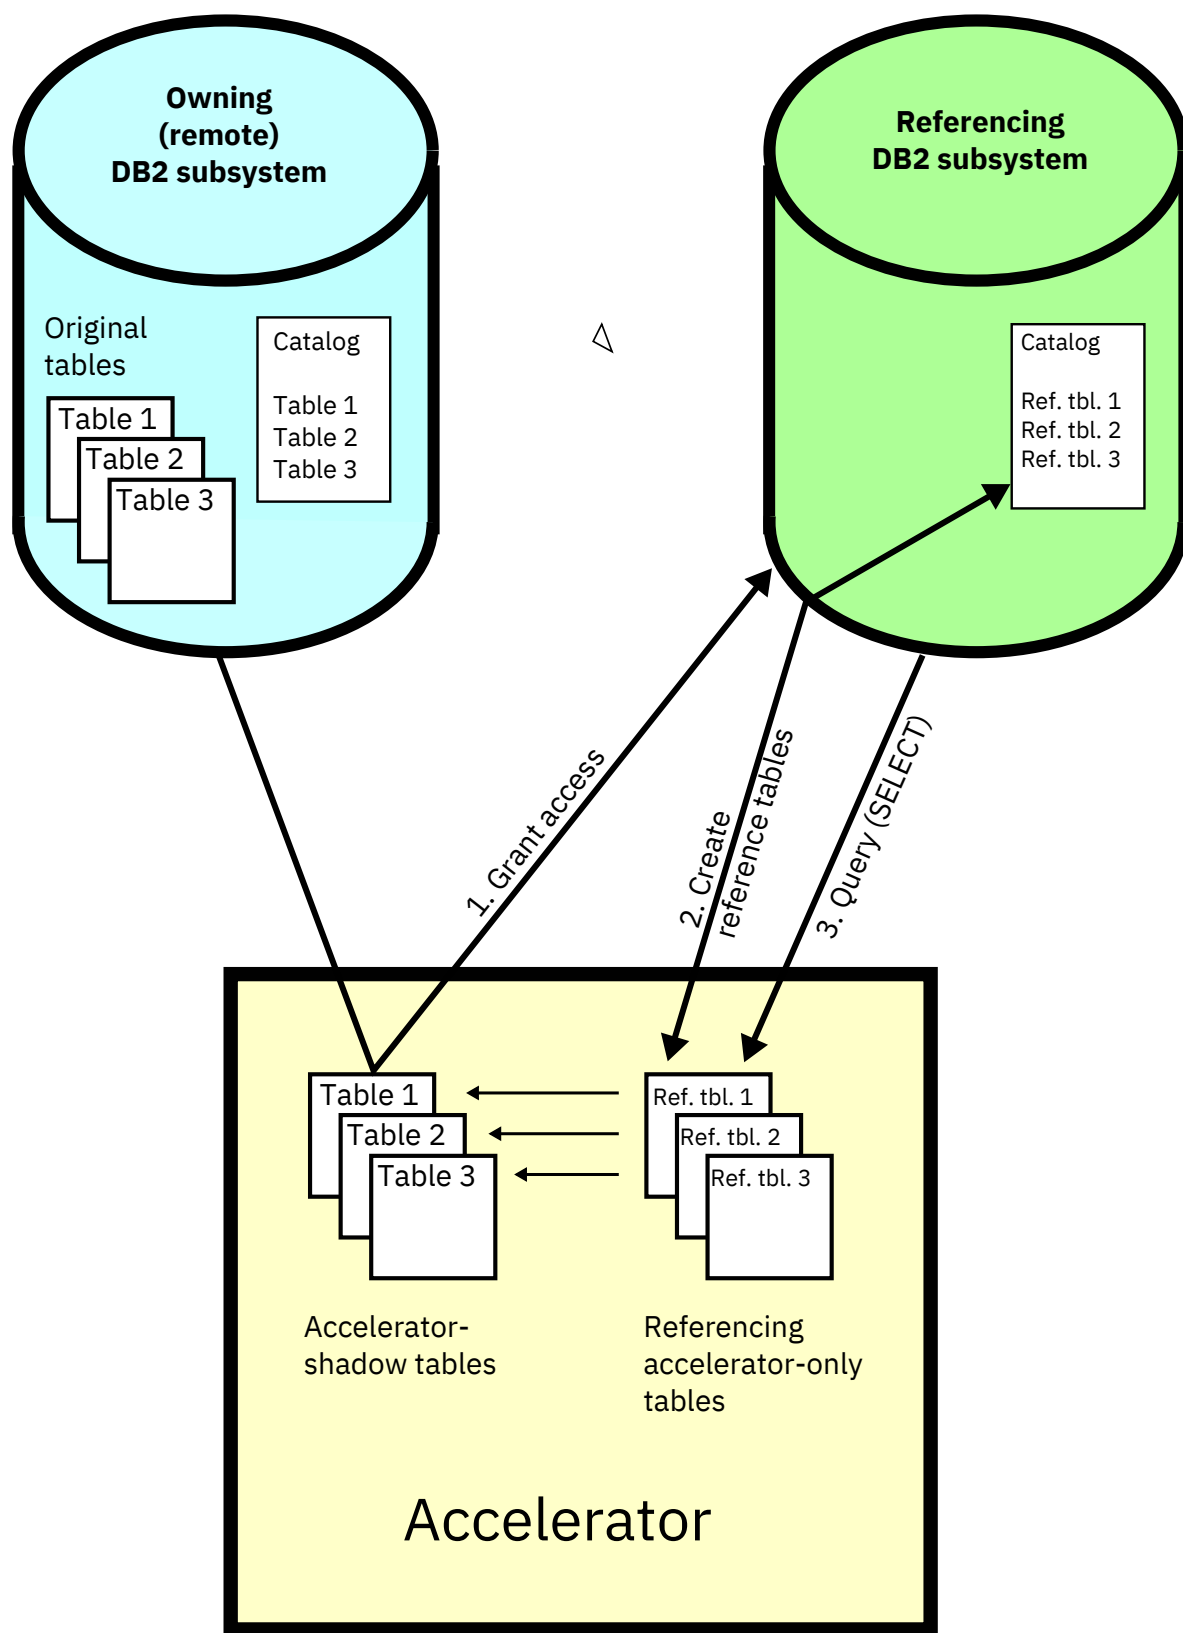 Owning
(remote)
DB2 subsystem
Original
tables
Table 1
Table 2
Table 3
Catalog
Table 1
Table 2
Table 3
Referencing
DB2 subsystem
Catalog
Ref. tbl. 1
Ref. tbl. 2
Ref. tbl. 3
1. Grant access
2. Create
reference tables
3. Query (SELECT)
Table 1
Table 2
Table 3
Accelerator-
shadow tables
Ref. tbl. 1
Ref. tbl. 2
Ref. tbl. 3
Referencing
accelerator-only
tables
Accelerator